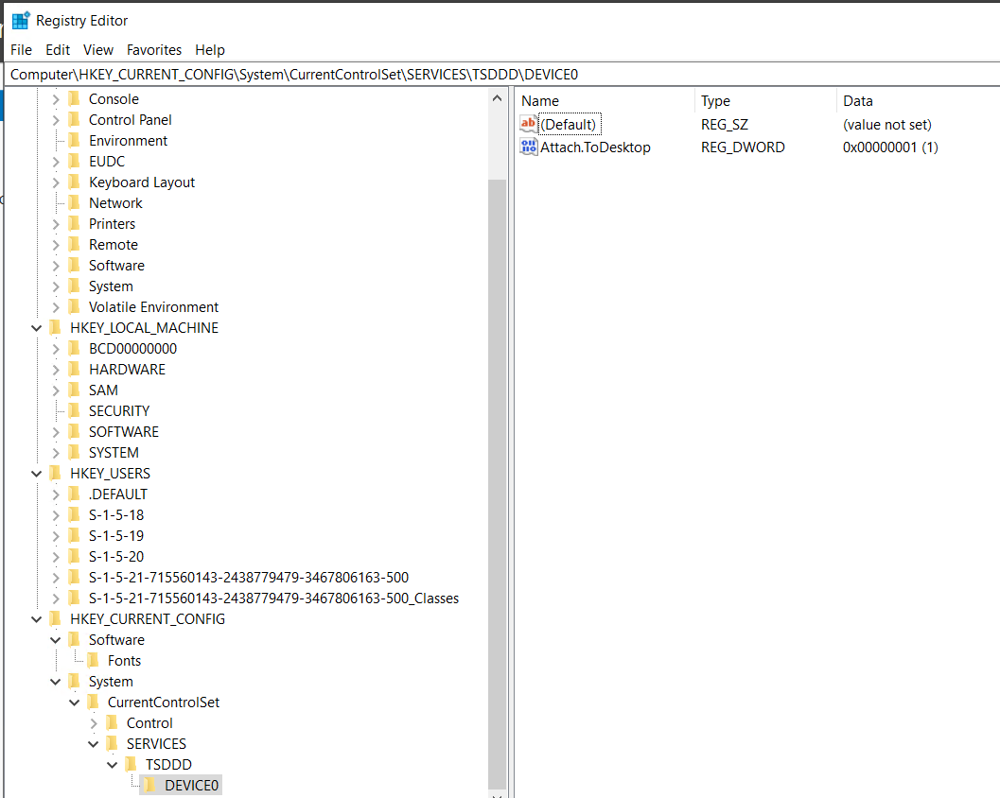 Registry Editor
File Edit View Favorites Help
Computer\HKEY_CURRENT_CONFIG\System\CurrentControlSet\SERVICES\TSDDD\DEVICE0
Console
Control Panel
Environment
EUDC
Keyboard Layout
Network
Printers
Remote
Software
System
Volatile Environment
HKEY_LOCAL_MACHINE
BCD00000000
HARDWARE
SAM
SECURITY
SOFTWARE
SYSTEM
HKEY_USERS
.DEFAULT
S-1-5-18
S-1-5-19
S-1-5-20
S-1-5-21-715560143-2438779479-3467806163-500
S-1-5-21-715560143-2438779479-3467806163-500_Classes
HKEY_CURRENT_CONFIG
Software
Fonts
System
CurrentControlSet
Control
SERVICES
TSDDD
DEVICE0
Name Type Data
(Default) REG_SZ (value not set)
Attach.ToDesktop REG_DWORD 0x00000001 (1)